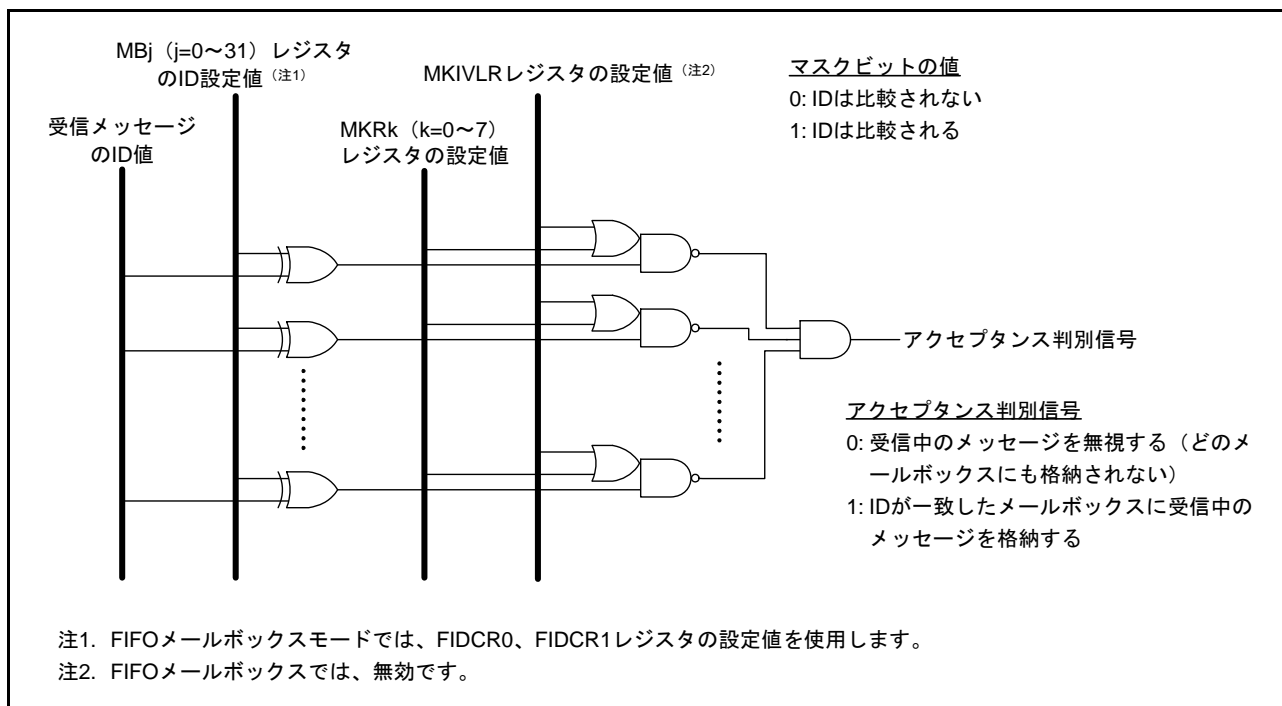 MBj（j=0～31）レジスタ
のID設定値（注1）
MKIVLRレジスタの設定値（注2）
マスクビットの値
0: IDは比較されない
1: IDは比較される
受信メッセージ
のID値
MKRk（k=0～7）
レジスタの設定値
アクセプタンス判別信号
アクセプタンス判別信号
0: 受信中のメッセージを無視する（どのメ
ールボックスにも格納されない）
1: IDが一致したメールボックスに受信中の
メッセージを格納する
注1. FIFOメールボックスモードでは、FIDCR0、FIDCR1レジスタの設定値を使用します。
注2. FIFOメールボックスでは、無効です。